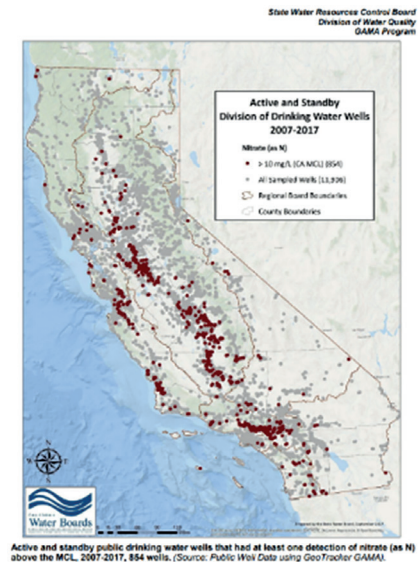 State Water Resources Control Board
Division of Water Quality
GAMA Program
Active and Standby
Division of Drinking Water Wells
2007-2017
Nitrate (as N)
> 10 mg/L (CA MCL) (854)
All Sampled Wells
Regional Board Boundaries
County Boundaries
Water Boards
Active and standby public drinking water wells that had at least one detection of nitrate (as N)
above the MCL, 2007-2017, 854 wells. (Source: Public Well Data using GeoTracker GAMA).